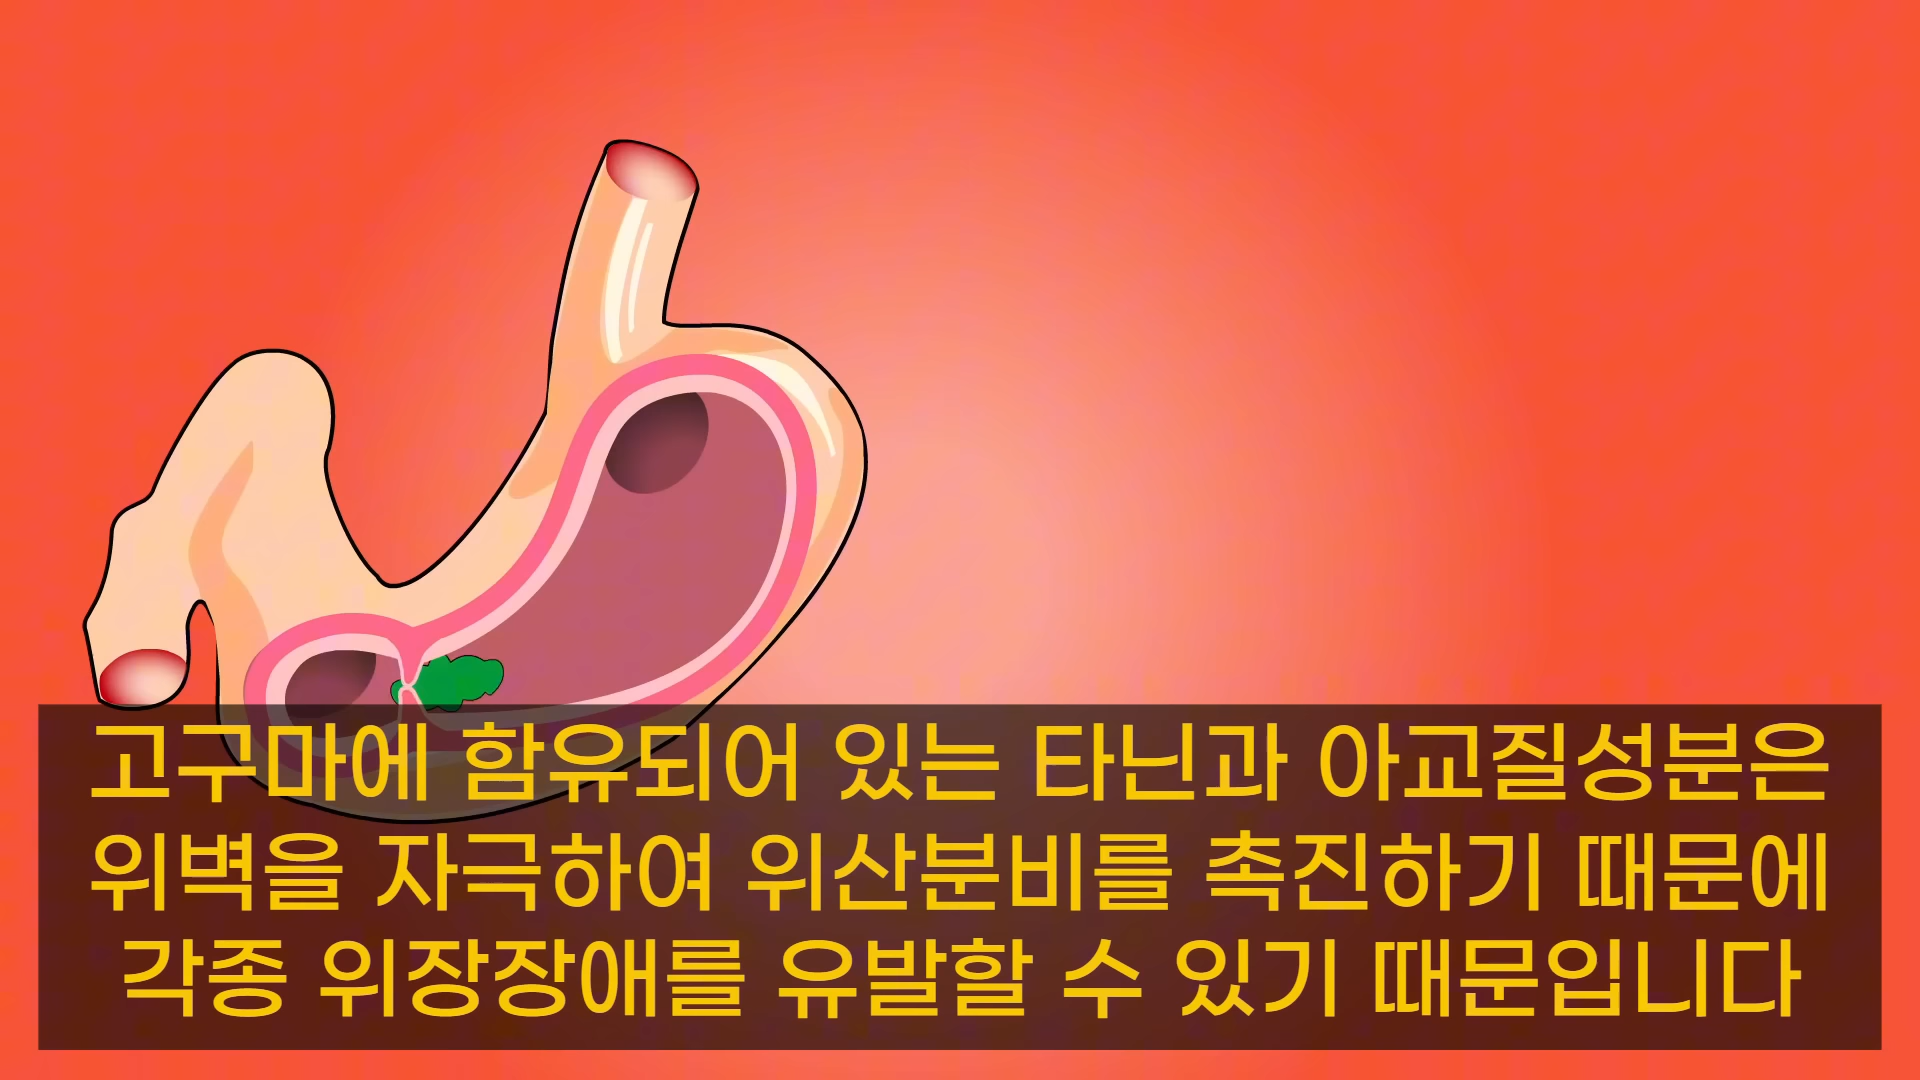 고구마에 함유되어 있는 타닌과 아교질성분은
위벽을 자극하여 위산분비를 촉진하기 때문에
각종 위장장애를 유발할 수 있기 때문입니다